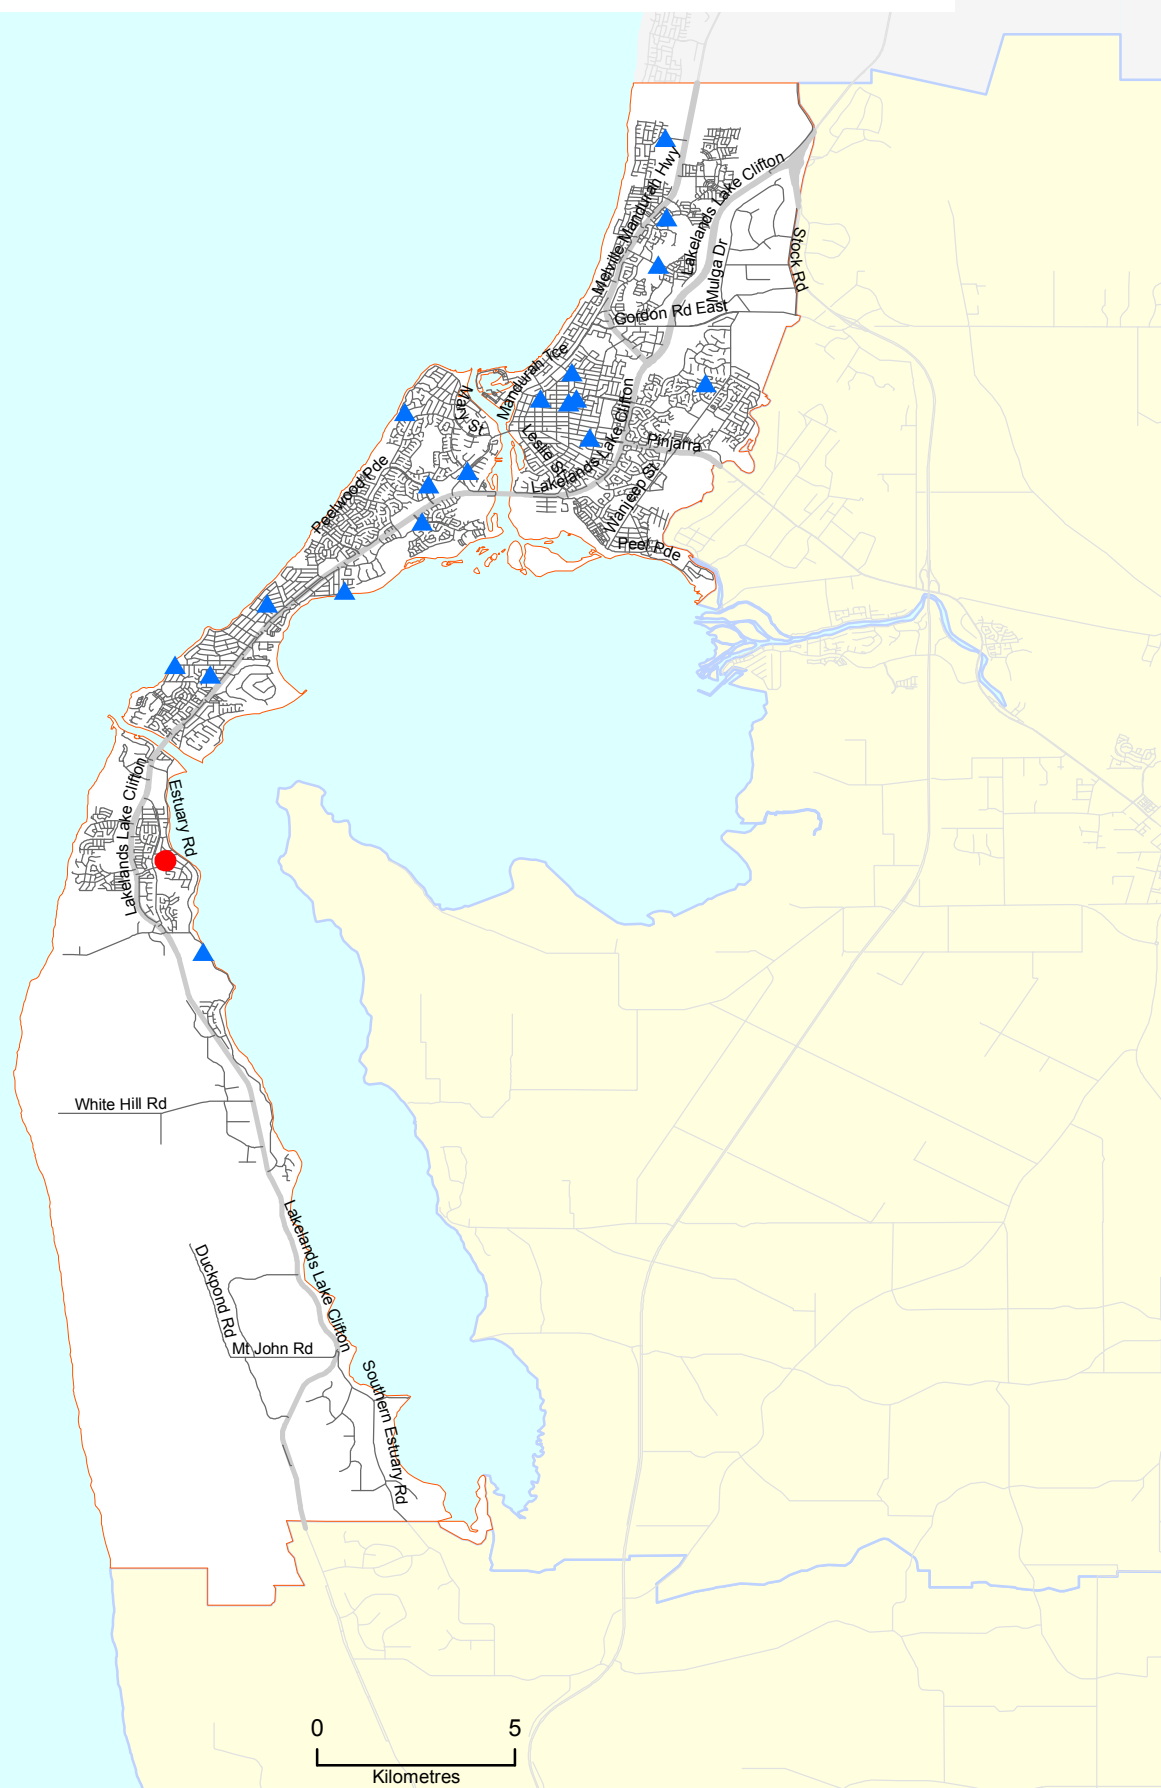 Melville Mandurah Hwy
Lakelands Lake Clifton
Mulga Dr
Stock Rd
Gordon Rd East
Mandurah Tce
Mary St
Leslie St
Lakelands Lake Clifton
Pinjarra
Wanjeep St
Peelwood Pde
Peel Pde
Lakelands Lake Clifton
Estuary Rd
White Hill Rd
Lakelands Lake Clifton
Duckpond Rd
Mt John Rd
Southern Estuary Rd
0 5
Kilometres